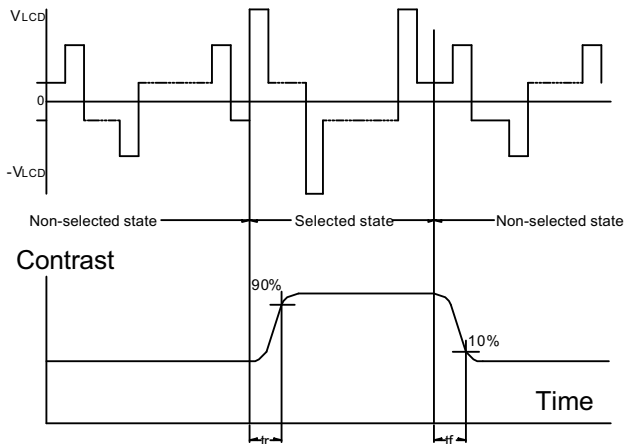 VLCD
0
-VLCD
Non-selected state
Selected state
Non-selected state
Contrast
90%
10%
Time
tr
tf